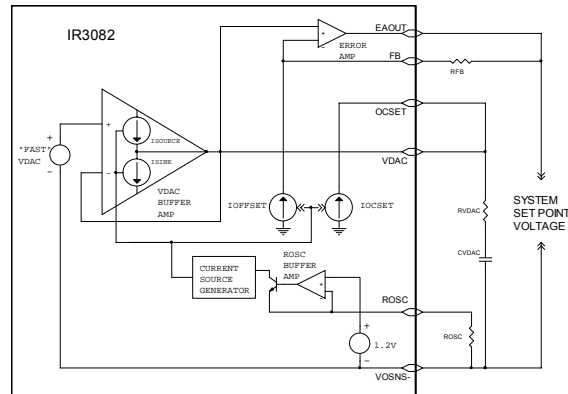 IR3082
EAOUT
ERROR
AMP
FB
RFB
OCSET
"FAST"
VDAC
+
-
ISOURCE
ISINK
VDAC
BUFFER
AMP
VDAC
IOFFSET
IOCSET
RVDAC
CVDAC
SYSTEM
SET POINT
VOLTAGE
CURRENT
SOURCE
GENERATOR
ROSC
BUFFER
AMP
+
-
ROSC
ROSC
+
1.2V
-
VOSNS-